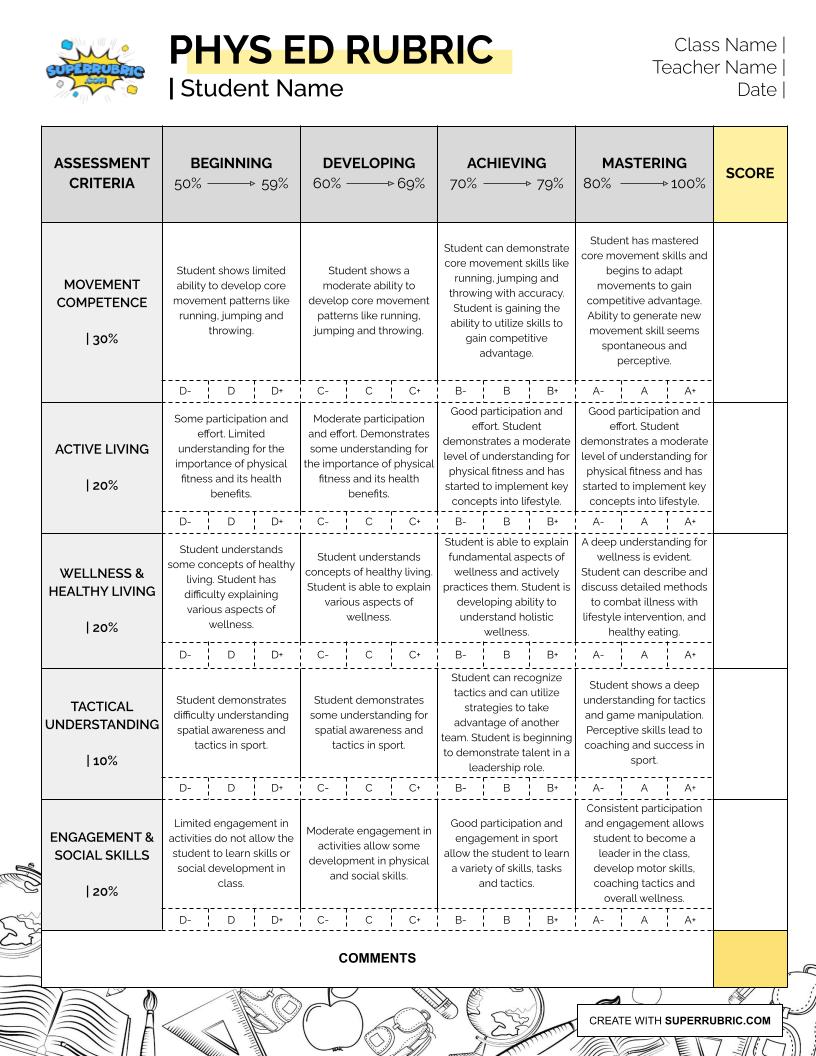 SUPERRUBRIC
.COM
PHYS ED RUBRIC
| Student Name
Class Name |
Teacher Name |
Date |
ASSESSMENT
CRITERIA
BEGINNING
50% 59%
DEVELOPING
60% 69%
ACHIEVING
70% 79%
MASTERING
80% 100%
SCORE
MOVEMENT
COMPETENCE
| 30%
Student shows limited
ability to develop core
movement patterns like
running, jumping and
throwing.
Student shows a
moderate ability to
develop core movement
patterns like running,
jumping and throwing.
Student can demonstrate
core movement skills like
running, jumping and
throwing with accuracy.
Student is gaining the
ability to utilize skills to
gain competitive
advantage.
Student has mastered
core movement skills and
begins to adapt
movements to gain
competitive advantage.
Ability to generate new
movement skill seems
spontaneous and
perceptive.
D- D D+ C- C C+ B- B B+ A- A A+
ACTIVE LIVING
| 20%
Some participation and
effort. Limited
understanding for the
importance of physical
fitness and its health
benefits.
Moderate participation
and effort. Demonstrates
some understanding for
the importance of physical
fitness and its health
benefits.
Good participation and
effort. Student
demonstrates a moderate
level of understanding for
physical fitness and has
started to implement key
concepts into lifestyle.
Good participation and
effort. Student
demonstrates a moderate
level of understanding for
physical fitness and has
started to implement key
concepts into lifestyle.
D- D D+ C- C C+ B- B B+ A- A A+
WELLNESS &
HEALTHY LIVING
| 20%
Student understands
some concepts of healthy
living. Student has
difficulty explaining
various aspects of
wellness.
Student understands
concepts of healthy living.
Student is able to explain
various aspects of
wellness.
Student is able to explain
fundamental aspects of
wellness and actively
practices them. Student is
developing ability to
understand holistic
wellness.
A deep understanding for
wellness is evident.
Student can describe and
discuss detailed methods
to combat illness with
lifestyle intervention, and
healthy eating.
D- D D+ C- C C+ B- B B+ A- A A+
TACTICAL
UNDERSTANDING
| 10%
Student demonstrates
difficulty understanding
spatial awareness and
tactics in sport.
Student demonstrates
some understanding for
spatial awareness and
tactics in sport.
Student can recognize
tactics and can utilize
strategies to take
advantage of another
team. Student is beginning
to demonstrate talent in a
leadership role.
Student shows a deep
understanding for tactics
and game manipulation.
Perceptive skills lead to
coaching and success in
sport.
D- D D+ C- C C+ B- B B+ A- A A+
ENGAGEMENT &
SOCIAL SKILLS
| 20%
Limited engagement in
activities do not allow the
student to learn skills or
social development in
class.
Moderate engagement in
activities allow some
development in physical
and social skills.
Good participation and
engagement in sport
allow the student to learn
a variety of skills, tasks
and tactics.
Consistent participation
and engagement allows
student to become a
leader in the class,
develop motor skills,
coaching tactics and
overall wellness.
D- D D+ C- C C+ B- B B+ A- A A+
COMMENTS
CREATE WITH SUPERRUBRIC.COM